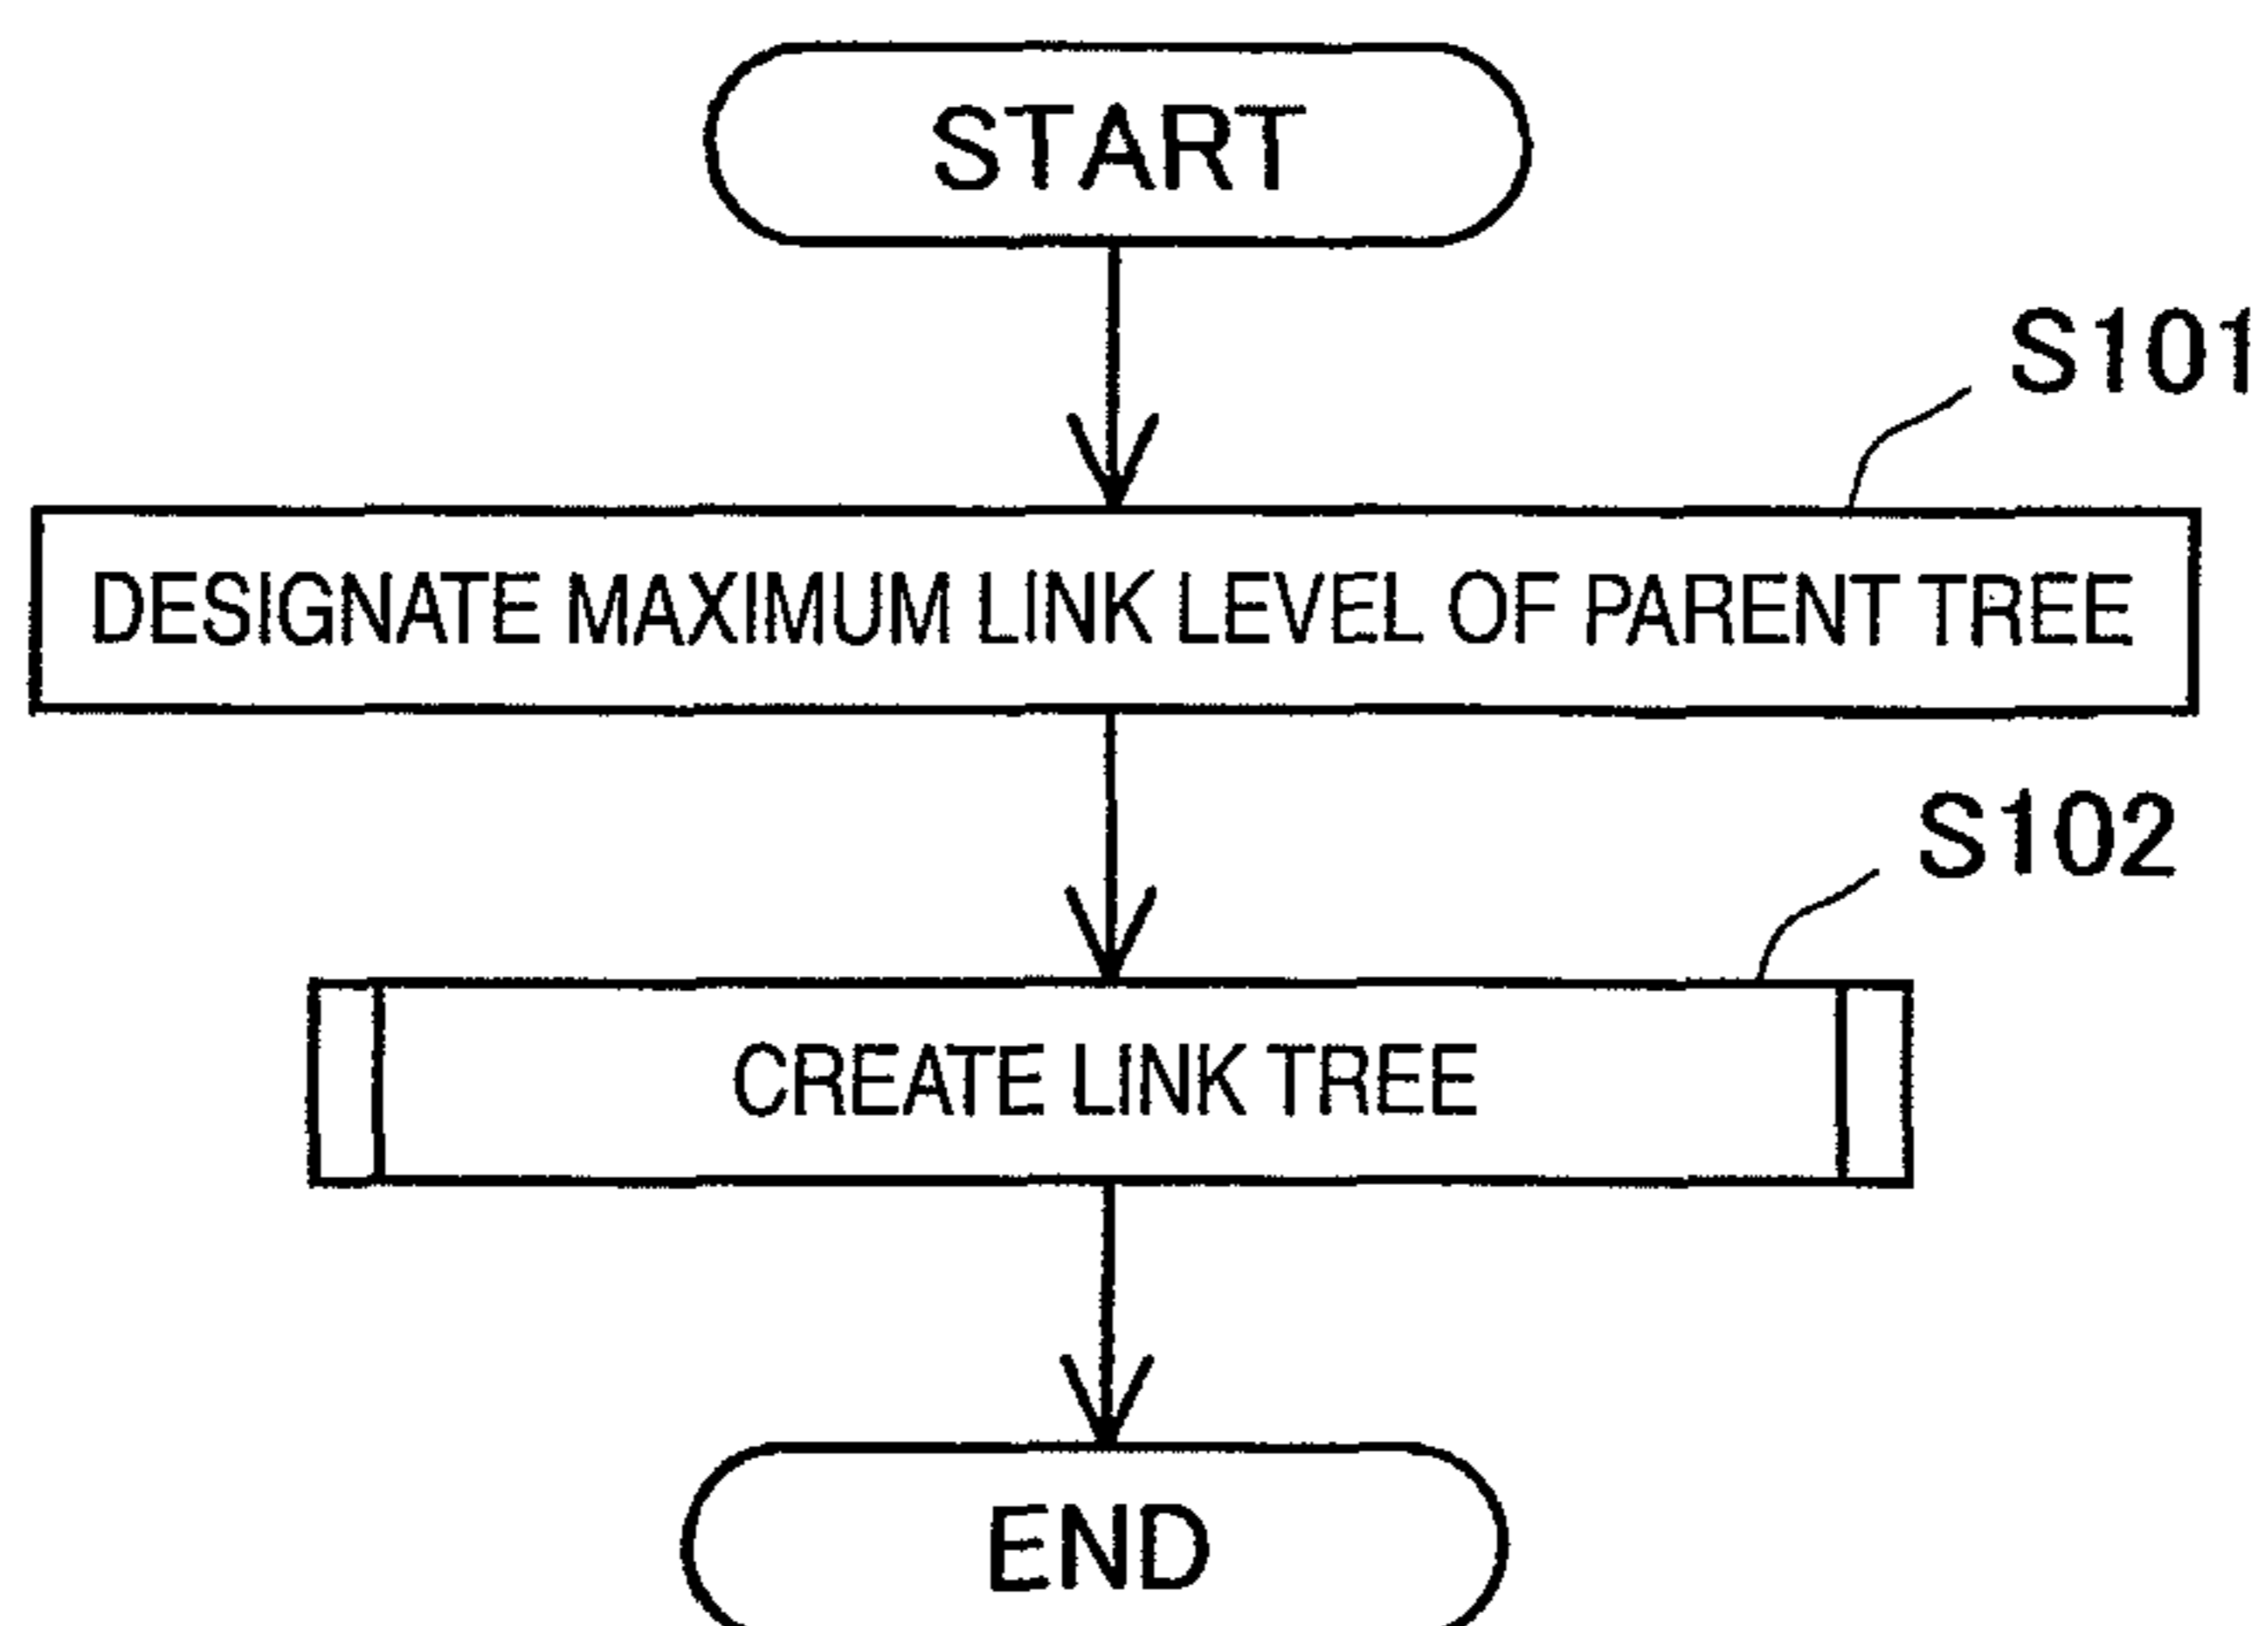 START
S101
DESIGNATE MAXIMUM LINK LEVEL OF PARENT TREE
S102
CREATE LINK TREE
END